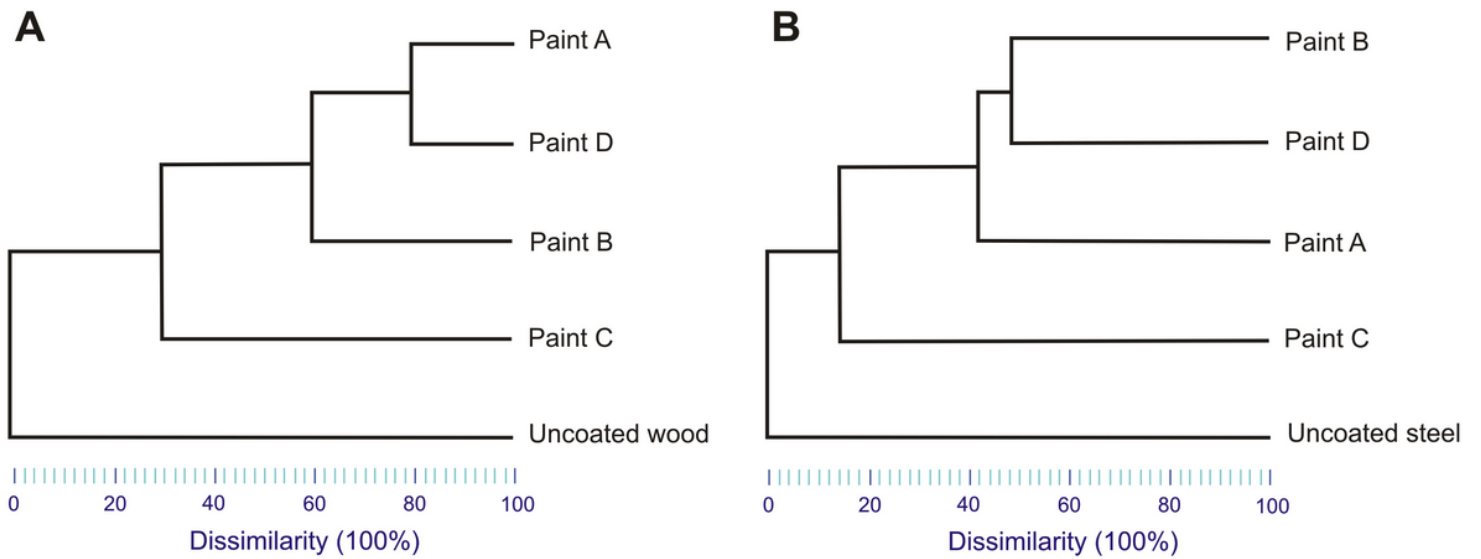 A
Paint A
Paint D
Paint B
Paint C
Uncoated wood
0 20 40 60 80 100
Dissimilarity (100%)
B
Paint B
Paint D
Paint A
Paint C
Uncoated steel
0 20 40 60 80 100
Dissimilarity (100%)